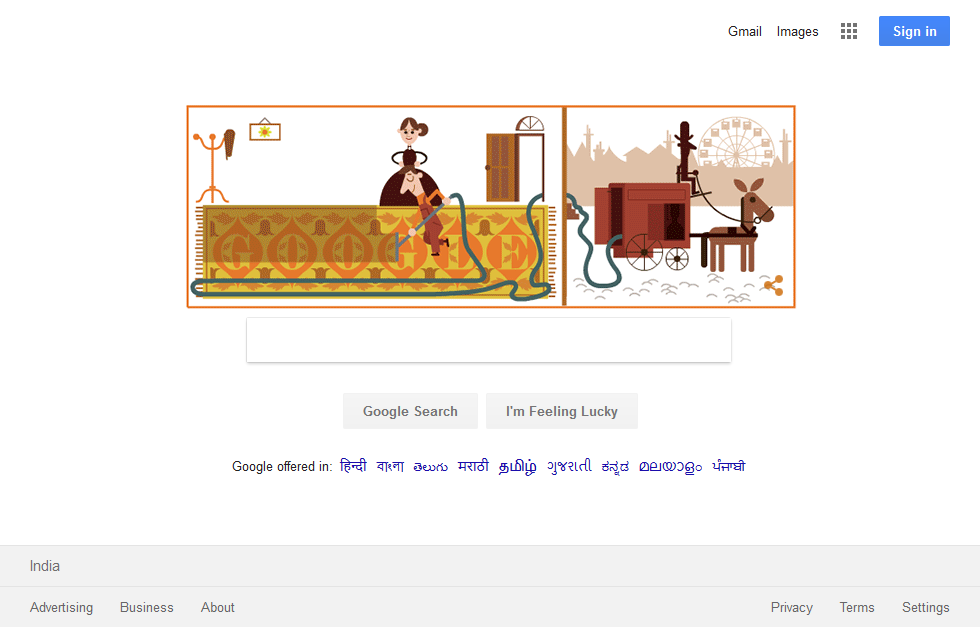 Gmail Images Sign in
GOOGLE
Google Search I'm Feeling Lucky
Google offered in: हिन्दी বাংলা తెలుగు मराठी தமிழ் ગુજરાતી ಕನ್ನಡ മലയാളം ਪੰਜਾਬੀ
India
Advertising Business About Privacy Terms Settings